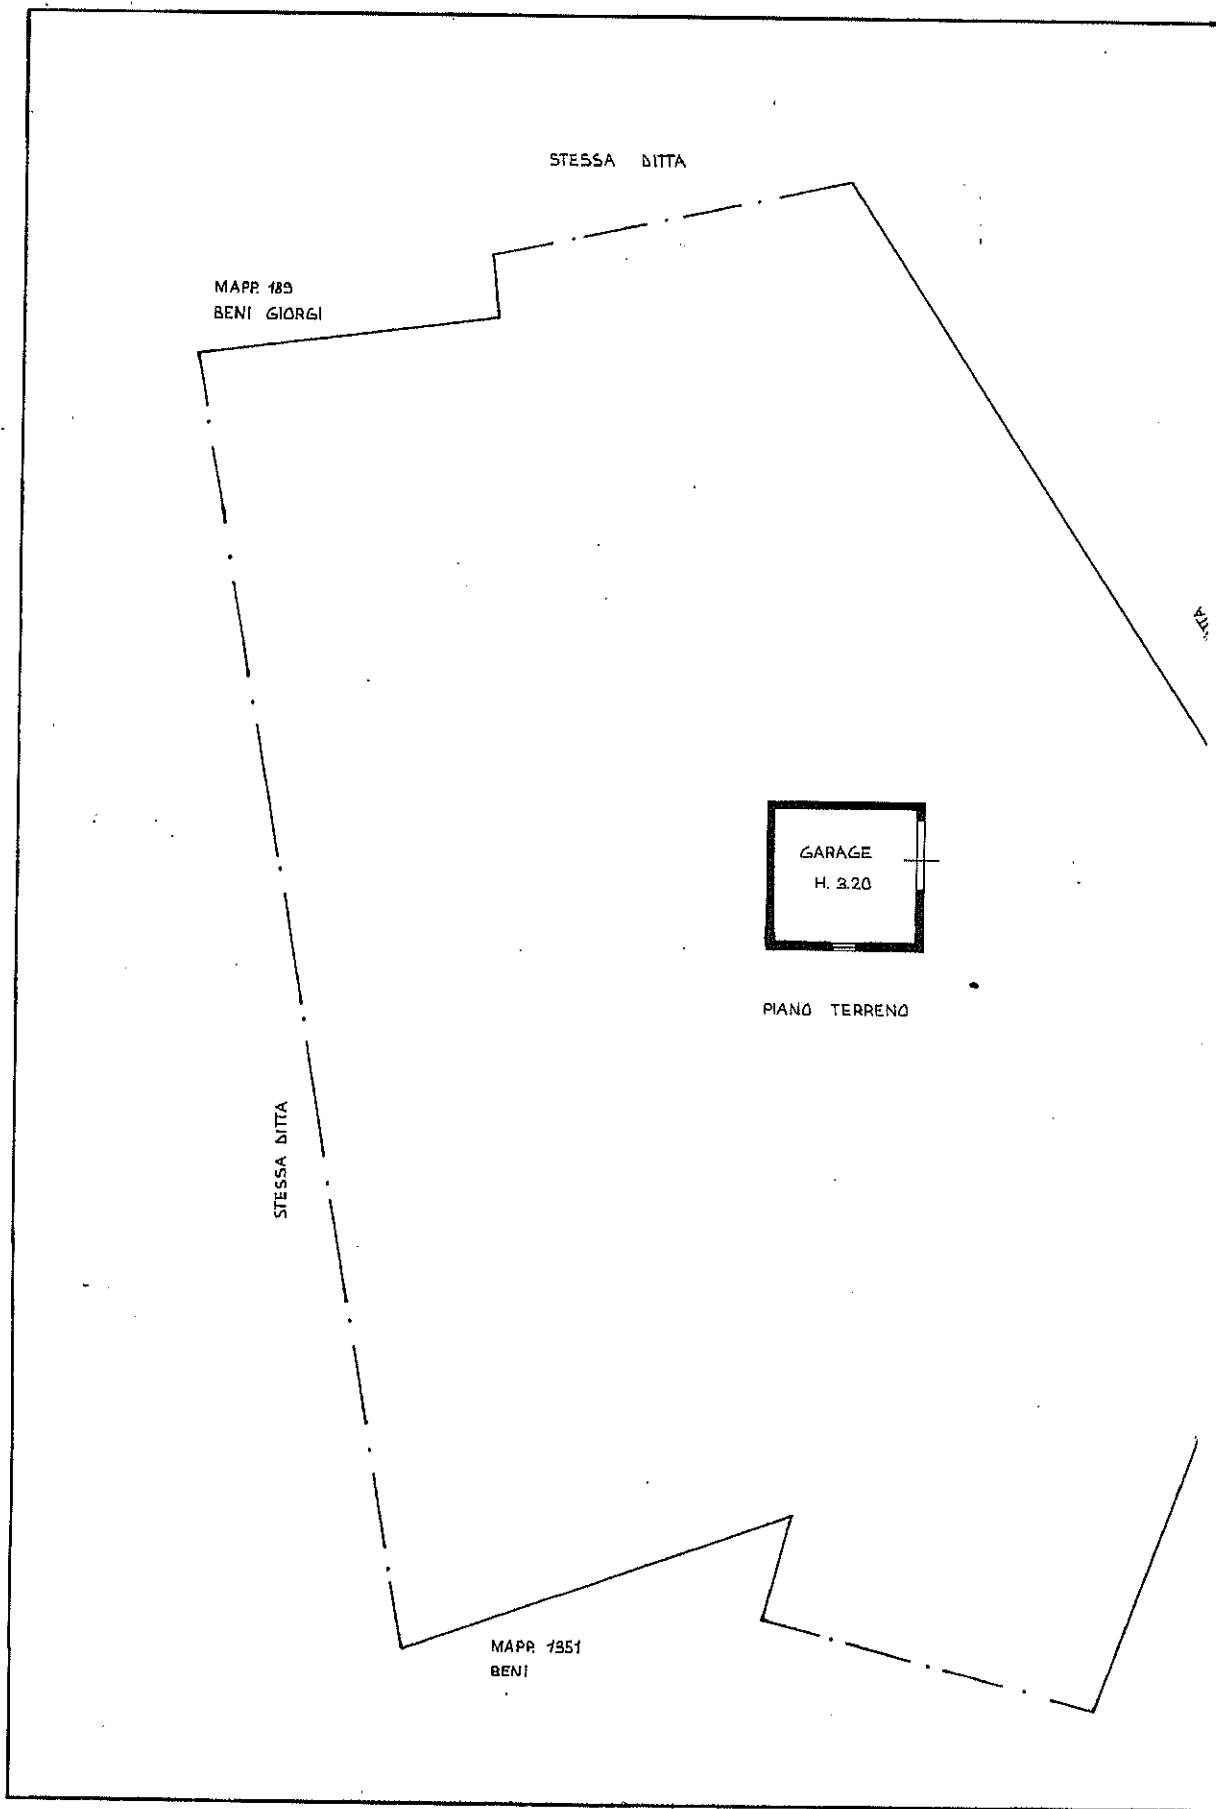 STESSA DITTA
MAPP. 189
BENI GIORGI
GARAGE
H. 3.20
PIANO TERRENO
STESSA DITTA
MAPP. 1351
BENI